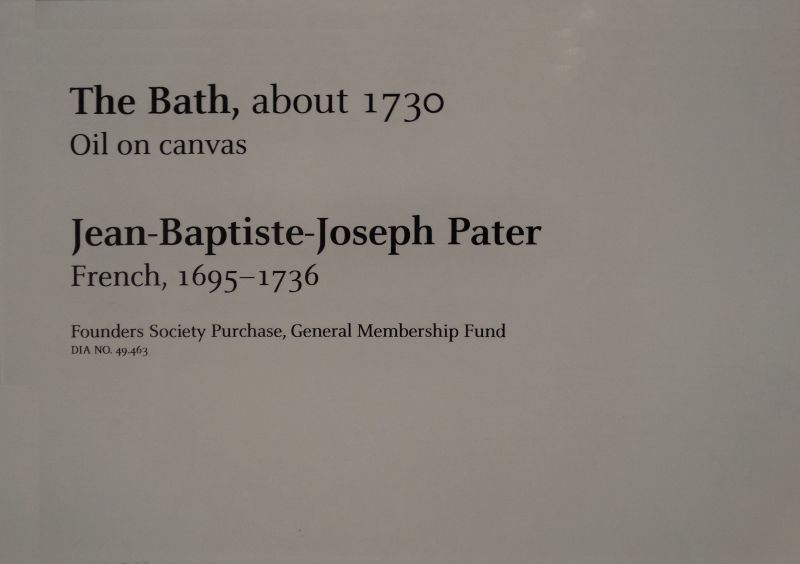 The Bath, about 1730
Oil on canvas
Jean-Baptiste-Joseph Pater
French, 1695–1736
Founders Society Purchase, General Membership Fund
DIA NO. 49.463